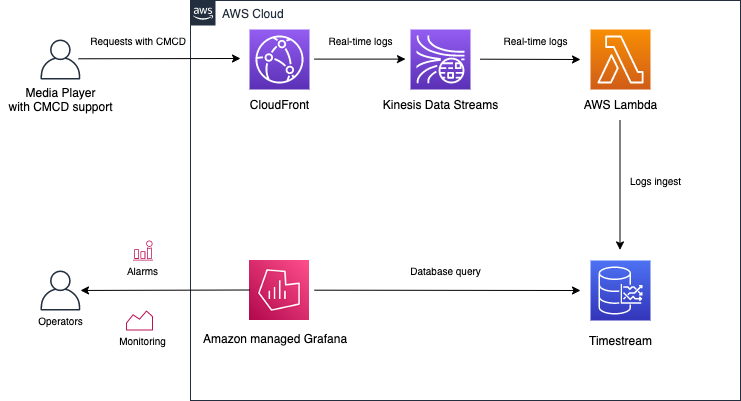 aws
AWS Cloud
Requests with CMCD
Real-time logs
Real-time logs
Media Player
with CMCD support
CloudFront
Kinesis Data Streams
AWS Lambda
Logs ingest
Alarms
Database query
Operators
Monitoring
Amazon managed Grafana
Timestream